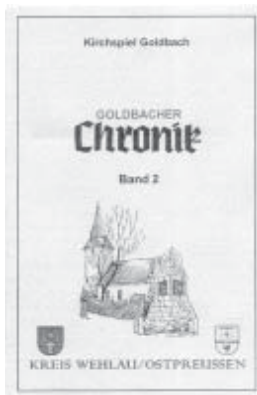 Kirchspiel Goldbach
GOLDBACHER
Chronik
Band 2
KREIS WEHLAU/OSTPREUSSEN